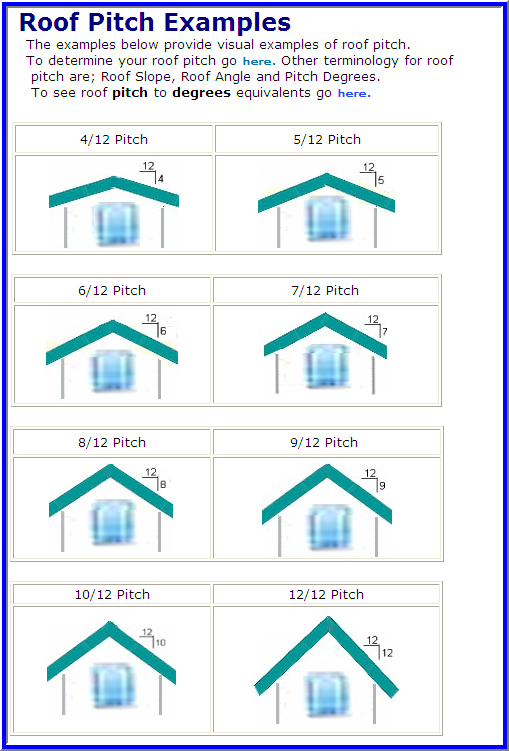 Roof Pitch Examples
The examples below provide visual examples of roof pitch.
To determine your roof pitch go here. Other terminology for roof
pitch are; Roof Slope, Roof Angle and Pitch Degrees.
To see roof pitch to degrees equivalents go here.
4/12 Pitch 5/12 Pitch
12 12
4 5
6/12 Pitch 7/12 Pitch
12 12
6 7
8/12 Pitch 9/12 Pitch
12 12
8 9
10/12 Pitch 12/12 Pitch
12 12
10 12